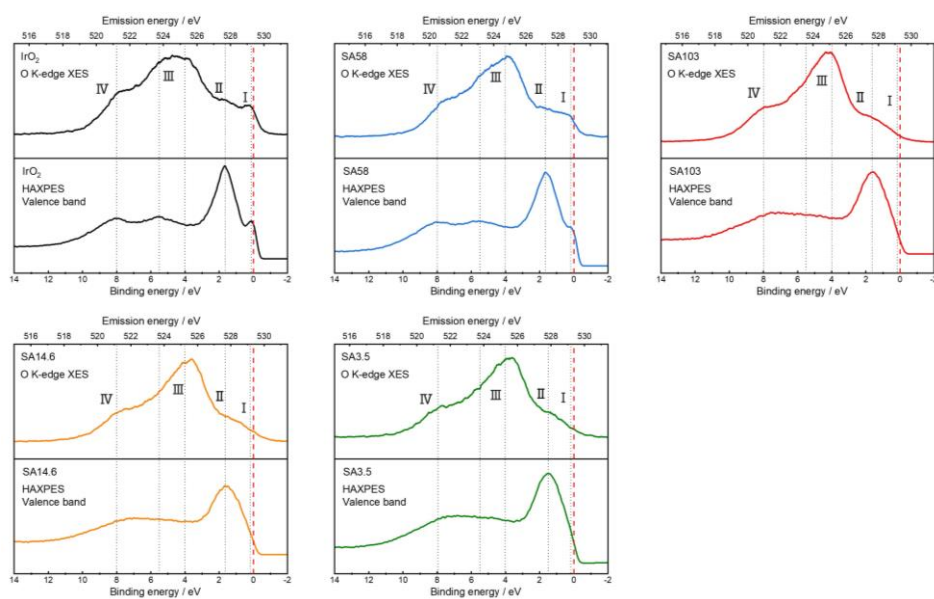 Emission energy / eV
516 518 520 522 524 526 528 530
IrO₂
O K-edge XES
IV III II I
IrO₂
HAXPES
Valence band
14 12 10 8 6 4 2 0 -2
Binding energy / eV
Emission energy / eV
516 518 520 522 524 526 528 530
SA58
O K-edge XES
IV III II I
SA58
HAXPES
Valence band
14 12 10 8 6 4 2 0 -2
Binding energy / eV
Emission energy / eV
516 518 520 522 524 526 528 530
SA103
O K-edge XES
IV III II I
SA103
HAXPES
Valence band
14 12 10 8 6 4 2 0 -2
Binding energy / eV
Emission energy / eV
516 518 520 522 524 526 528 530
SA14.6
O K-edge XES
IV III II I
SA14.6
HAXPES
Valence band
14 12 10 8 6 4 2 0 -2
Binding energy / eV
Emission energy / eV
516 518 520 522 524 526 528 530
SA3.5
O K-edge XES
IV III II I
SA3.5
HAXPES
Valence band
14 12 10 8 6 4 2 0 -2
Binding energy / eV